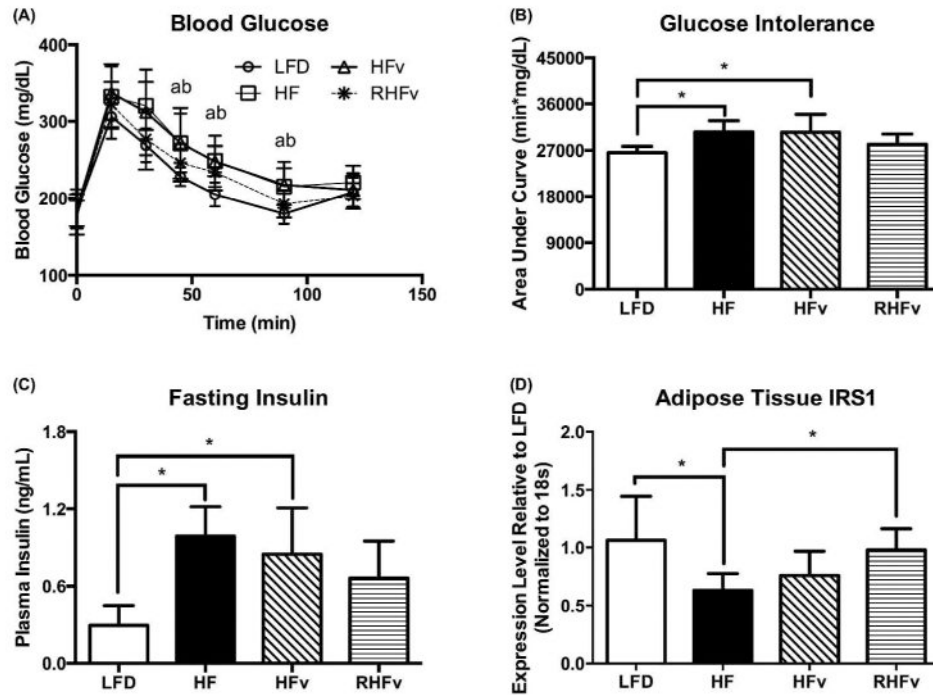 (A) Blood Glucose
Blood Glucose (mg/dL)
400
300
200
100
LFD
HF
HFv
RHFv
ab
ab
ab
0
50
100
150
Time (min)
(B) Glucose Intolerance
Area Under Curve (min*mg/dL)
45000
36000
27000
18000
9000
0
*
*
LFD HF HFv RHFv
(C) Fasting Insulin
Plasma Insulin (ng/mL)
1.8
1.2
0.6
0.0
*
*
LFD HF HFv RHFv
(D) Adipose Tissue IRS1
Expression Level Relative to LFD
(Normalized to 18s)
2.0
1.5
1.0
0.5
0.0
*
*
LFD HF HFv RHFv